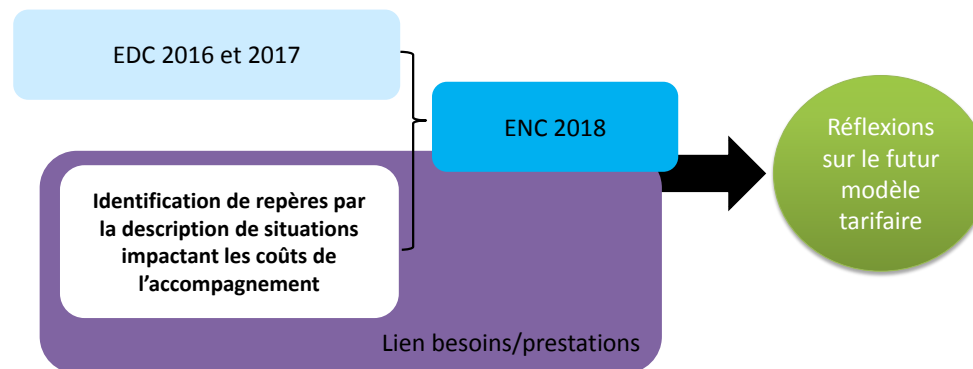 EDC 2016 et 2017
ENC 2018
Réflexions
sur le futur
modèle
tarifaire
Identification de repères par
la description de situations
impactant les coûts de
l’accompagnement
Lien besoins/prestations